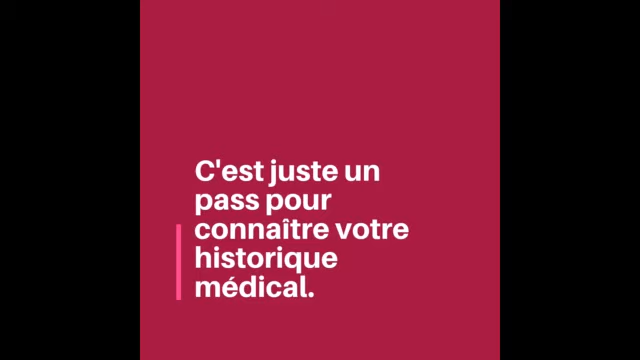 C'est juste un
pass pour
connaître votre
historique
médical.